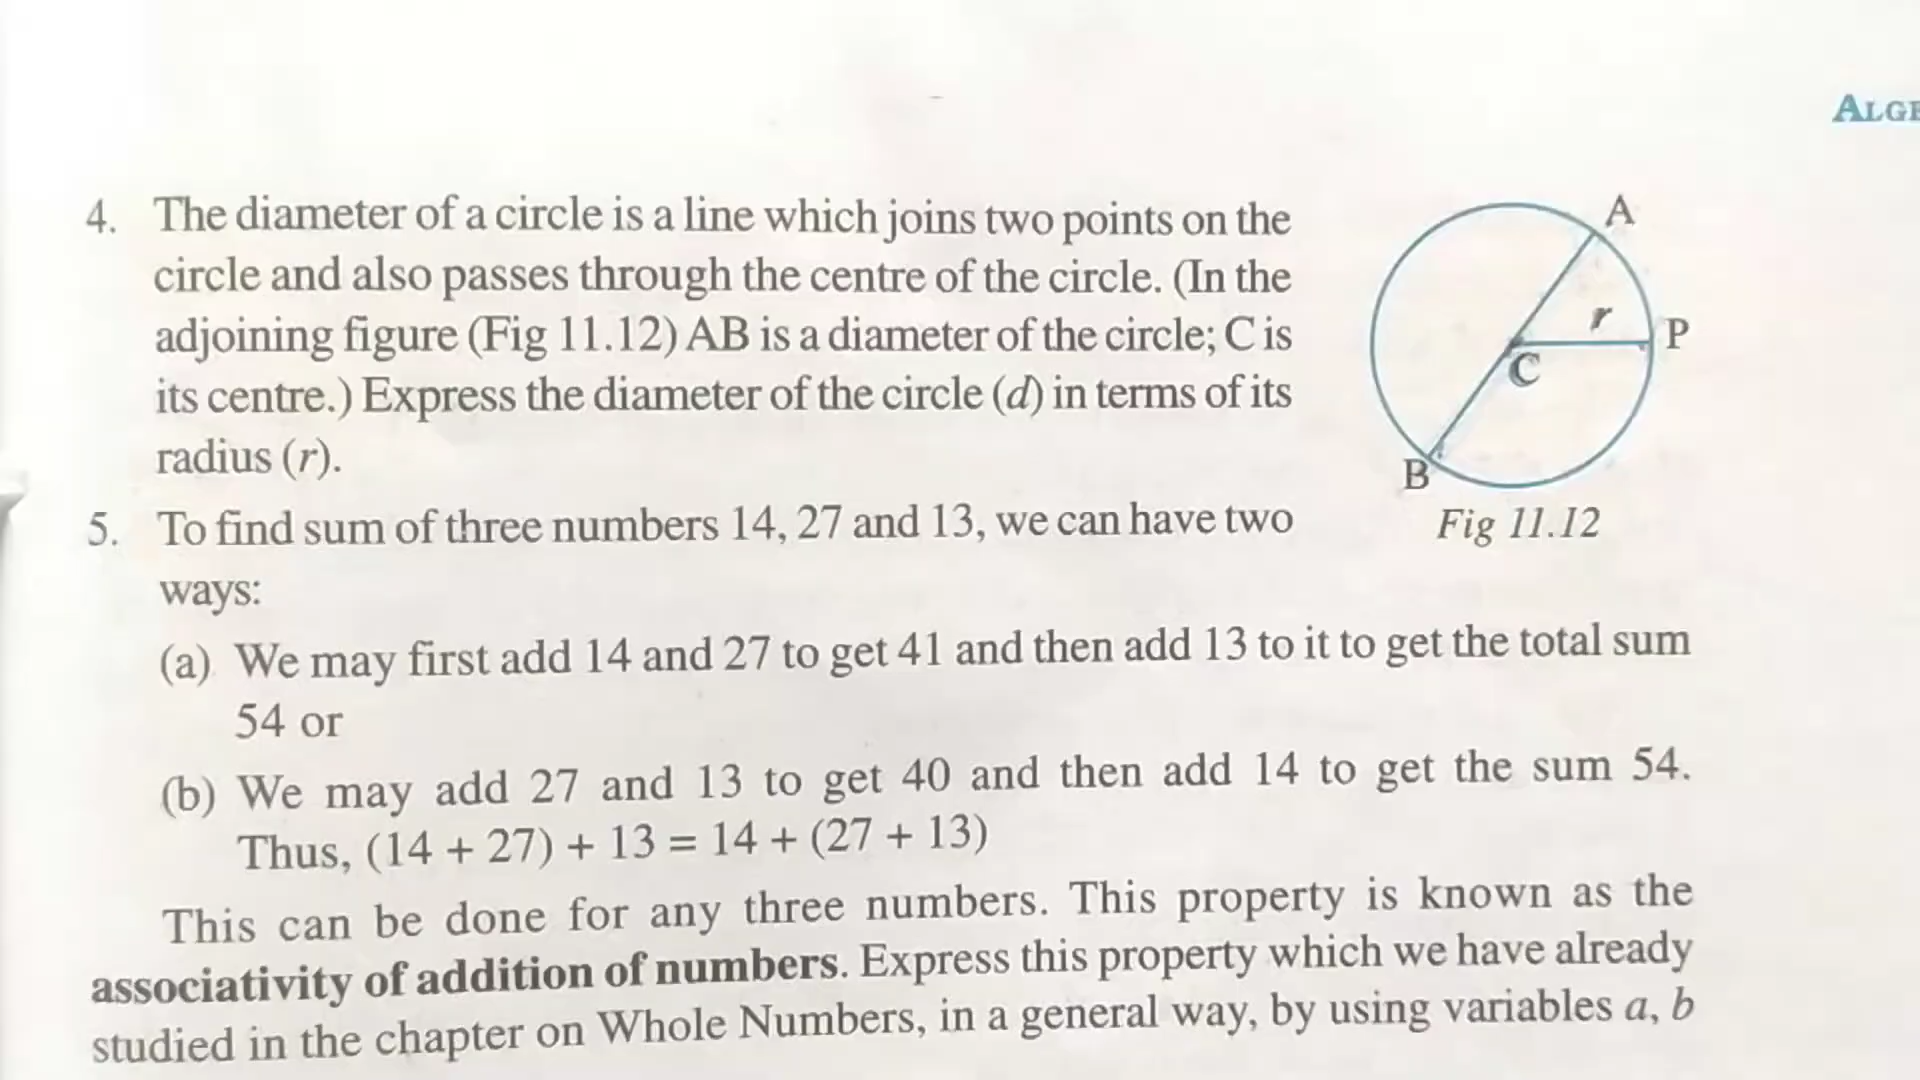 ALGE
4. The diameter of a circle is a line which joins two points on the
circle and also passes through the centre of the circle. (In the
adjoining figure (Fig 11.12) AB is a diameter of the circle; C is
its centre.) Express the diameter of the circle (d) in terms of its
radius (r).
A
r
P
C
B
Fig 11.12
5. To find sum of three numbers 14, 27 and 13, we can have two
ways:
(a) We may first add 14 and 27 to get 41 and then add 13 to it to get the total sum
54 or
(b) We may add 27 and 13 to get 40 and then add 14 to get the sum 54.
Thus, (14 + 27) + 13 = 14 + (27 + 13)
This can be done for any three numbers. This property is known as the
associativity of addition of numbers. Express this property which we have already
studied in the chapter on Whole Numbers, in a general way, by using variables a, b